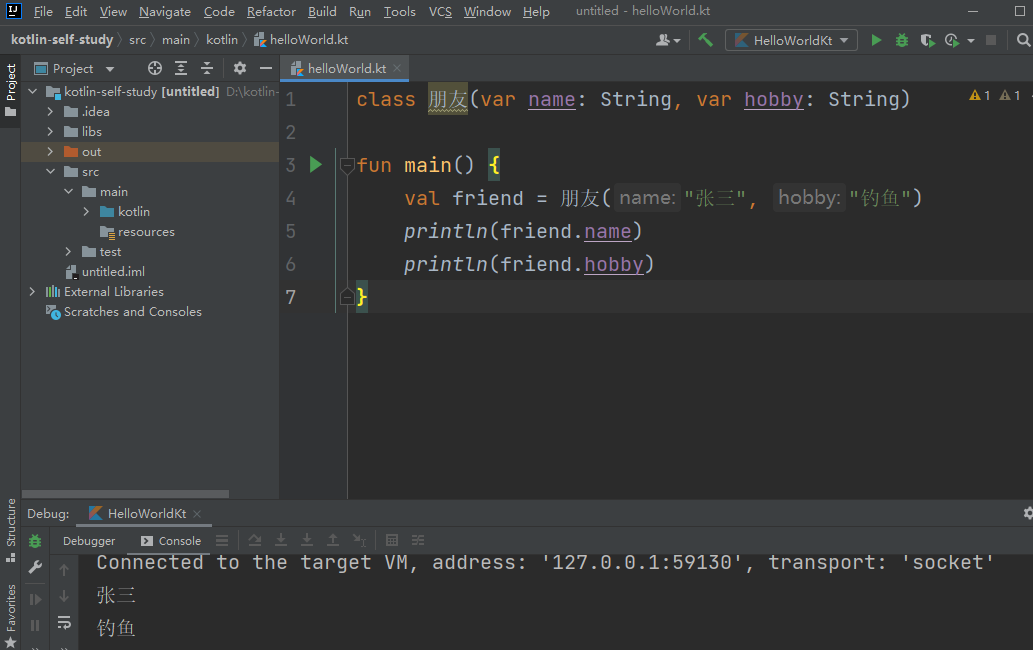 File Edit View Navigate Code Refactor Build Run Tools VCS Window Help untitled - helloWorld.kt
kotlin-self-study src main kotlin helloWorld.kt HelloWorldKt
Project
Project
helloWorld.kt
kotlin-self-study [untitled] D:\kotlin-
.idea
libs
out
src
main
kotlin
resources
test
untitled.iml
External Libraries
Scratches and Consoles
1 class 朋友(var name: String, var hobby: String) 1 1
2
3 fun main() {
4 val friend = 朋友( name: "张三", hobby: "钓鱼")
5 println(friend.name)
6 println(friend.hobby)
7 }
Structure
Favorites
Debug: HelloWorldKt
Debugger Console
Connected to the target VM, address: '127.0.0.1:59130', transport: 'socket'
张三
钓鱼